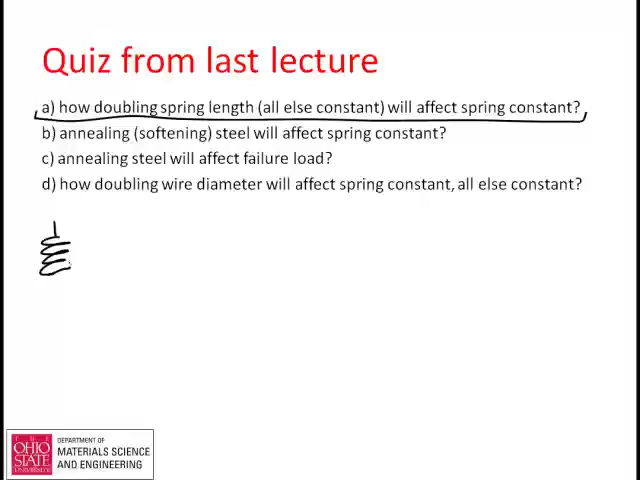 Quiz from last lecture
a) how doubling spring length (all else constant) will affect spring constant?
b) annealing (softening) steel will affect spring constant?
c) annealing steel will affect failure load?
d) how doubling wire diameter will affect spring constant, all else constant?
THE
OHIO
STATE
UNIVERSITY
DEPARTMENT OF
MATERIALS SCIENCE
AND ENGINEERING